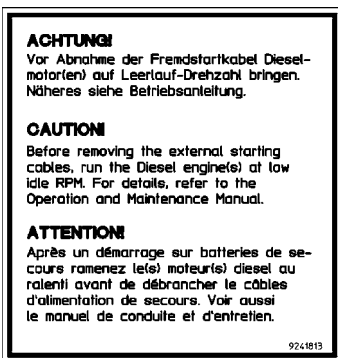 ACHTUNG!
Vor Abnahme der Fremdstartkabel Diesel-
motor(en) auf Leerlauf-Drehzahl bringen.
Näheres siehe Betriebsanleitung.
CAUTION!
Before removing the external starting
cables, run the Diesel engine(s) at low
idle RPM. For details, refer to the
Operation and Maintenance Manual.
ATTENTION!
Après un démarrage sur batteries de se-
cours ramenez le(s) moteur(s) diesel au
ralenti avant de débrancher le câbles
d'alimentation de secours. Voir aussi
le manuel de conduite et d'entretien.
9241813